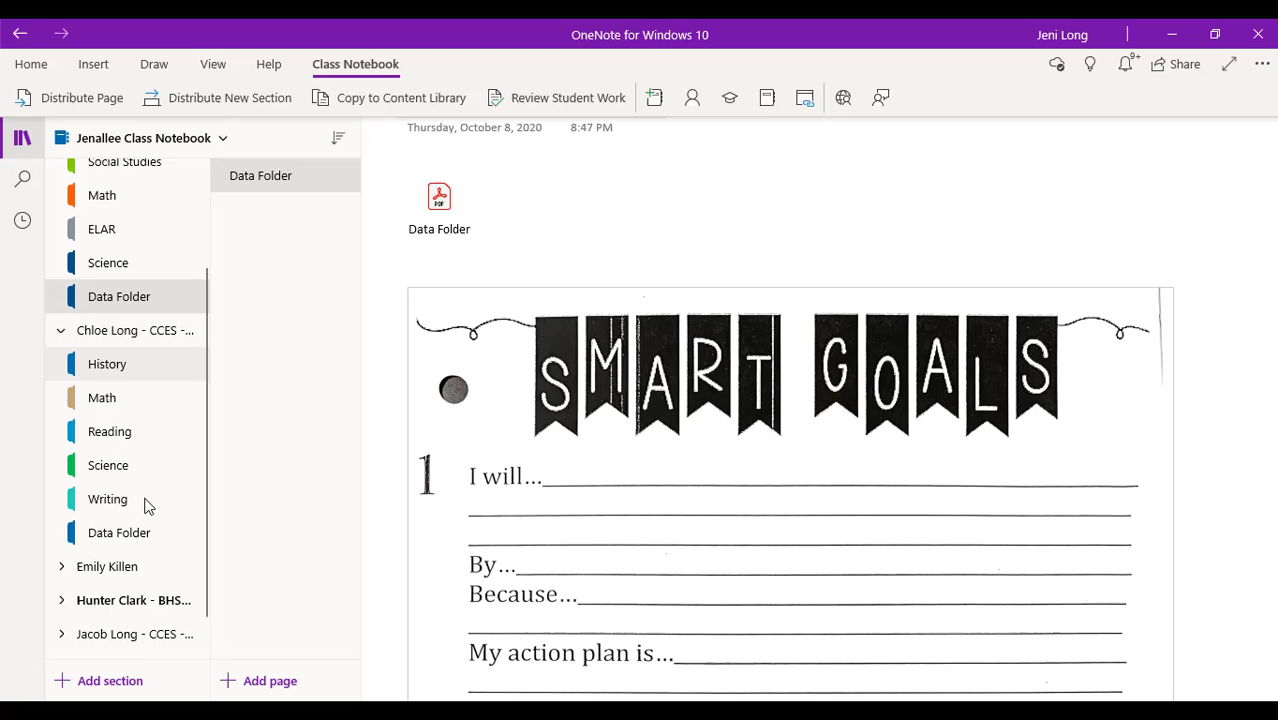 OneNote for Windows 10
Jeni Long
Home Insert Draw View Help Class Notebook
9+ Share
Distribute Page Distribute New Section Copy to Content Library Review Student Work
Jenallee Class Notebook
Social Studies
Math
ELAR
Science
Data Folder
Chloe Long - CCES -...
History
Math
Reading
Science
Writing
Data Folder
Emily Killen
Hunter Clark - BHS...
Jacob Long - CCES -...
Add section
Data Folder
Add page
Thursday, October 8, 2020 8:47 PM
PDF
Data Folder
SMART GOALS
1 I will...
By...
Because...
My action plan is...